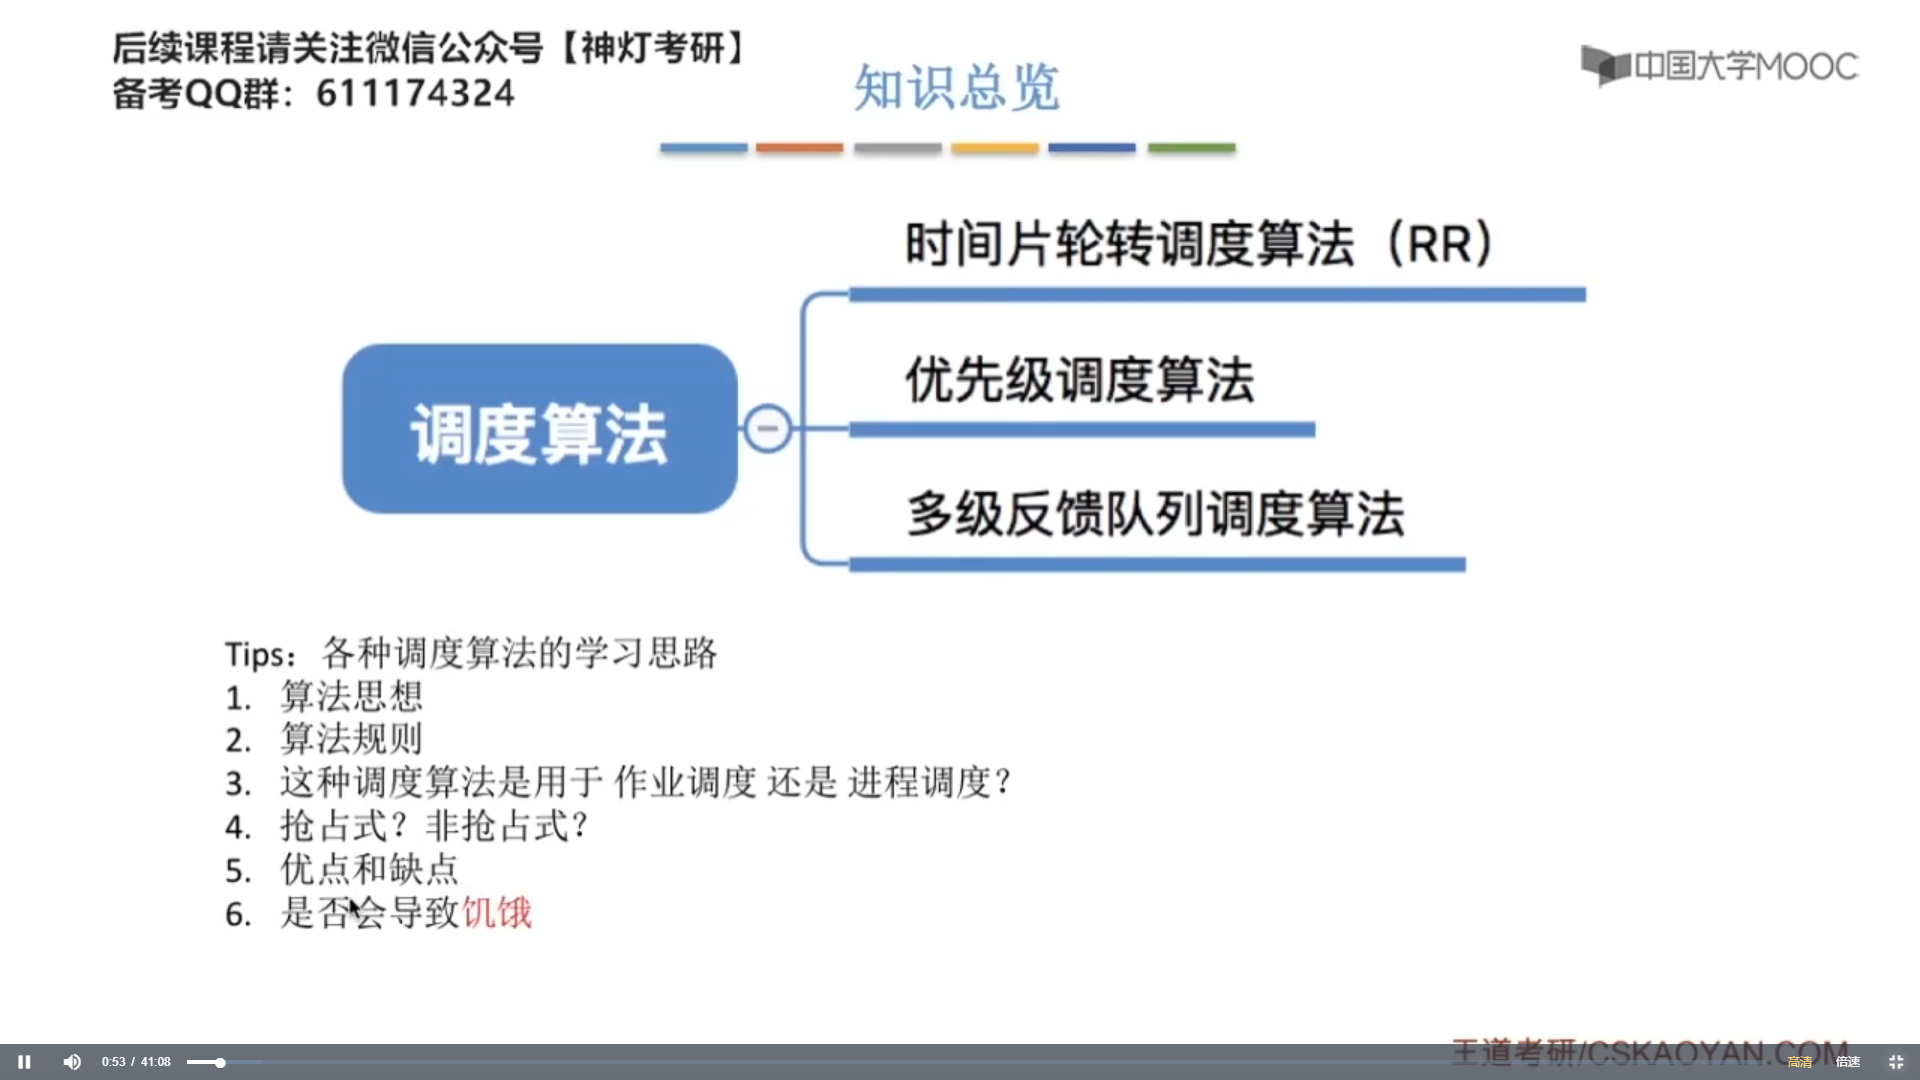 后续课程请关注微信公众号【神灯考研】
备考QQ群：611174324
知识总览
中国大学MOOC
时间片轮转调度算法（RR）
优先级调度算法
多级反馈队列调度算法
调度算法
Tips：各种调度算法的学习思路
1. 算法思想
2. 算法规则
3. 这种调度算法是用于 作业调度 还是 进程调度？
4. 抢占式？非抢占式？
5. 优点和缺点
6. 是否会导致饥饿
王道考研/CSKAOYAN.COM
0:53 / 41:08
高清
倍速